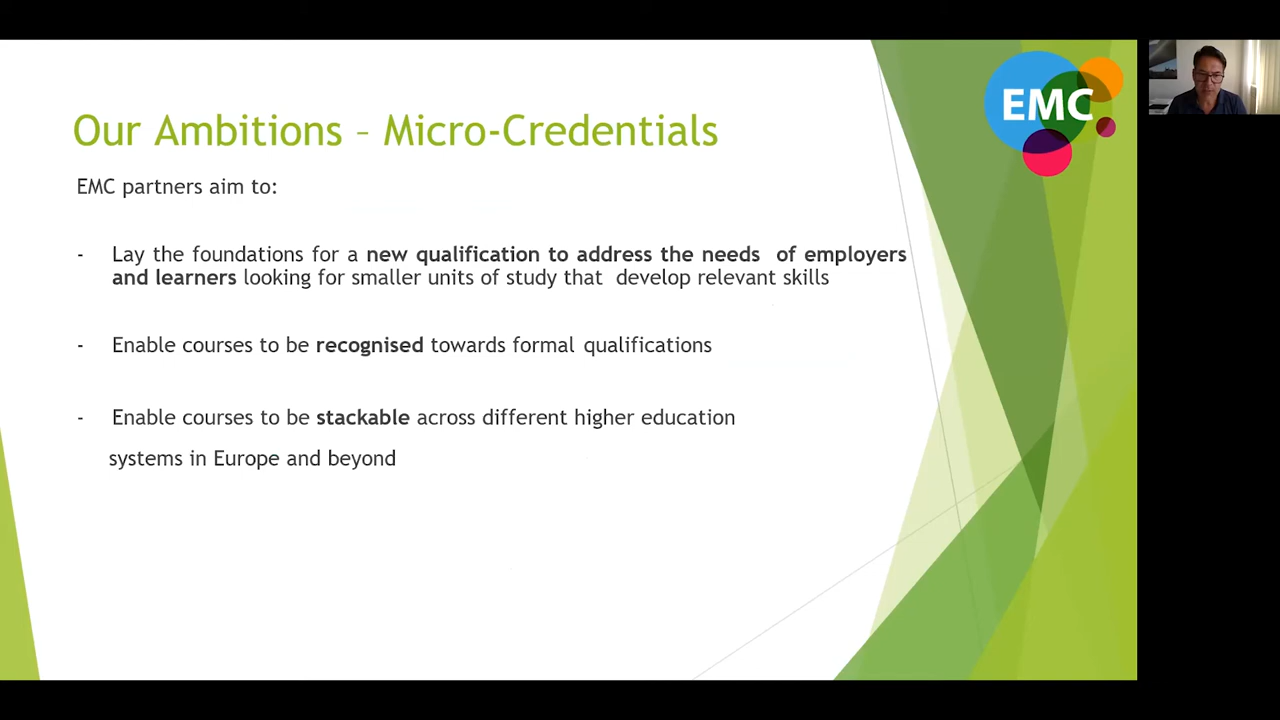 EMC
Our Ambitions – Micro-Credentials
EMC partners aim to:
- Lay the foundations for a new qualification to address the needs of employers
and learners looking for smaller units of study that develop relevant skills
- Enable courses to be recognised towards formal qualifications
- Enable courses to be stackable across different higher education
systems in Europe and beyond